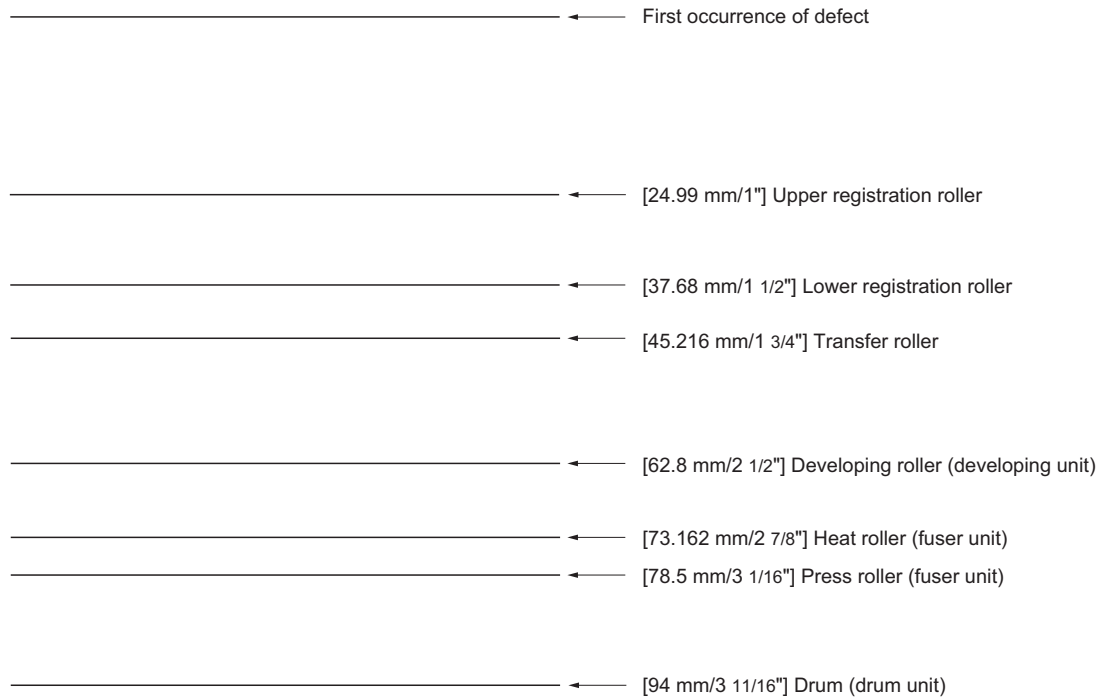 First occurrence of defect
[24.99 mm/1"] Upper registration roller
[37.68 mm/1 1/2"] Lower registration roller
[45.216 mm/1 3/4"] Transfer roller
[62.8 mm/2 1/2"] Developing roller (developing unit)
[73.162 mm/2 7/8"] Heat roller (fuser unit)
[78.5 mm/3 1/16"] Press roller (fuser unit)
[94 mm/3 11/16"] Drum (drum unit)